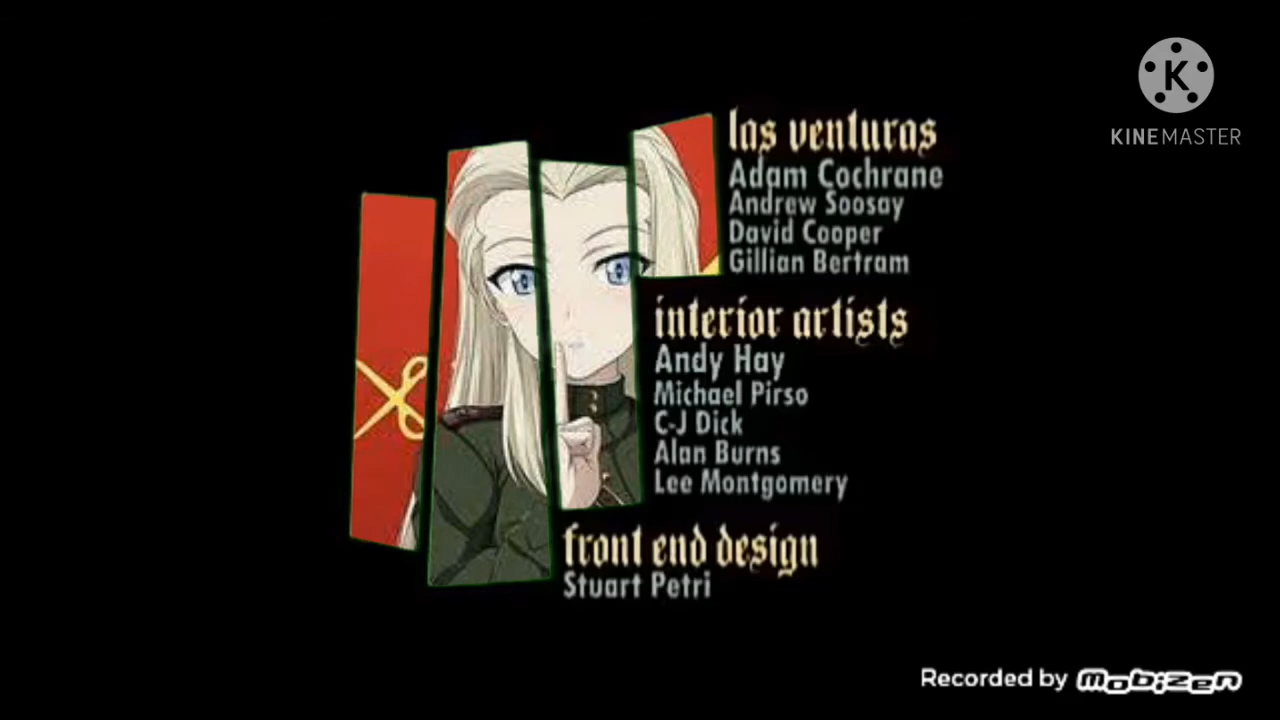 K
KINEMASTER
las venturas
Adam Cochrane
Andrew Soosay
David Cooper
Gillian Bertram
interior artists
Andy Hay
Michael Pirso
C-J Dick
Alan Burns
Lee Montgomery
front end design
Stuart Petri
Recorded by mobizen